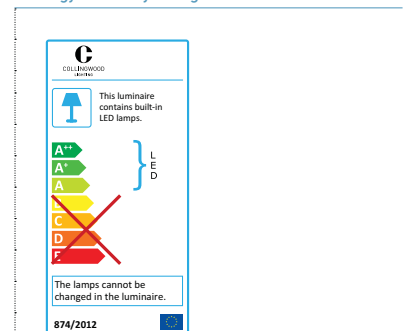 C
COLLINGWOOD
LIGHTING
This luminaire
contains built-in
LED lamps.
A++
A+
A
L
E
D
C
D
The lamps cannot be
changed in the luminaire.
874/2012